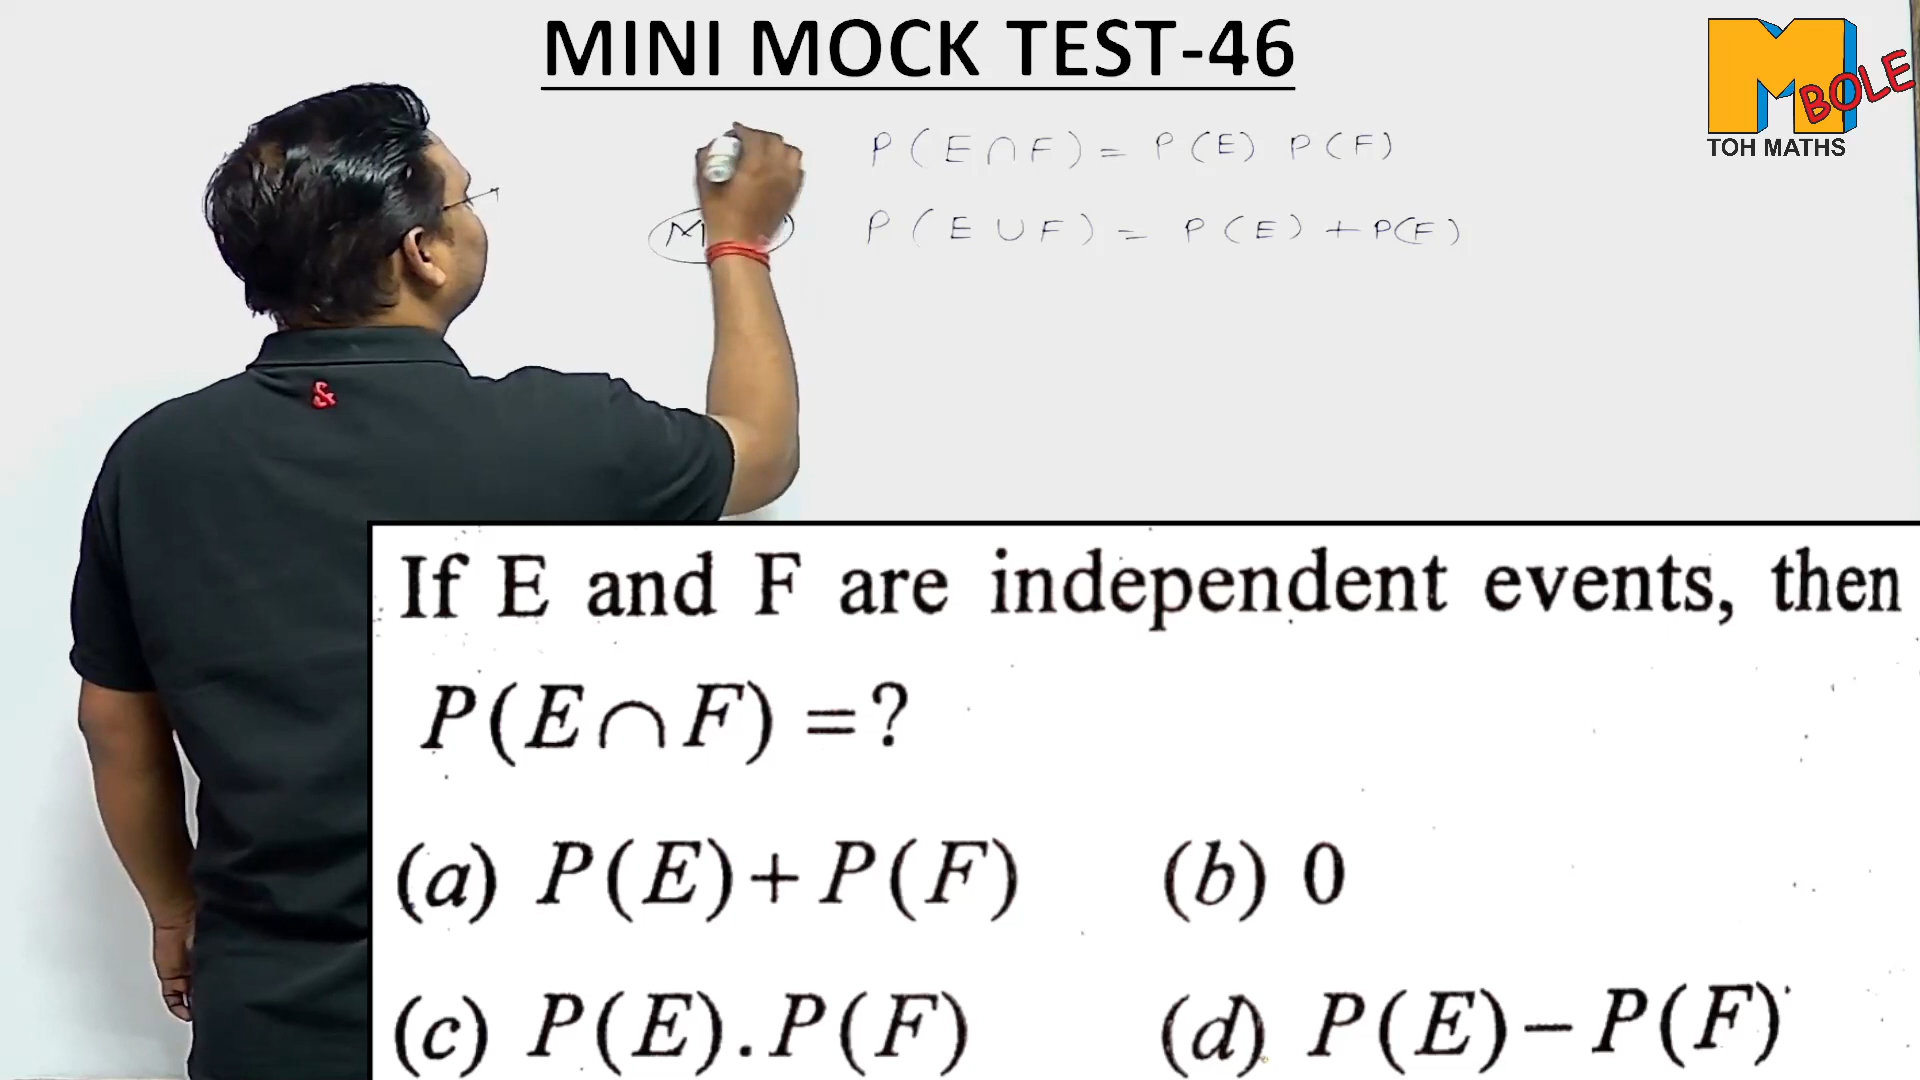 MINI MOCK TEST-46
M BOLE
TOH MATHS
P(E∩F) = P(E) P(F)
P(E∪F) = P(E)+P(F)
If E and F are independent events, then
P(E∩F)=?
(a) P(E)+P(F) (b) 0
(c) P(E).P(F) (d) P(E)−P(F)